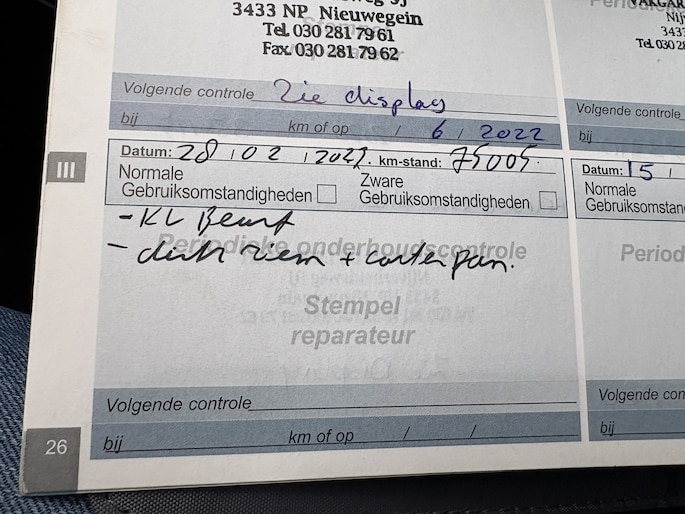 3433 NP Nieuwegein
Tel. 030 281 79 61
Fax. 030 281 79 62
Volgende controle Zie display
bij km of op / 6 / 2022
III
Datum: 28 / 02 / 2022. km-stand: 75005.
Normale
Gebruiksomstandigheden
Zware
Gebruiksomstandigheden
- KL Beurt
- distr riem + carter pan.
Periodieke onderhoudscontrole
Stempel
reparateur
Volgende controle
bij km of op / /
26
Tel. 030 2
Volgende controle
bij
Datum: 15 /
Normale
Gebruiksomstan
Period
Volgende con
bij